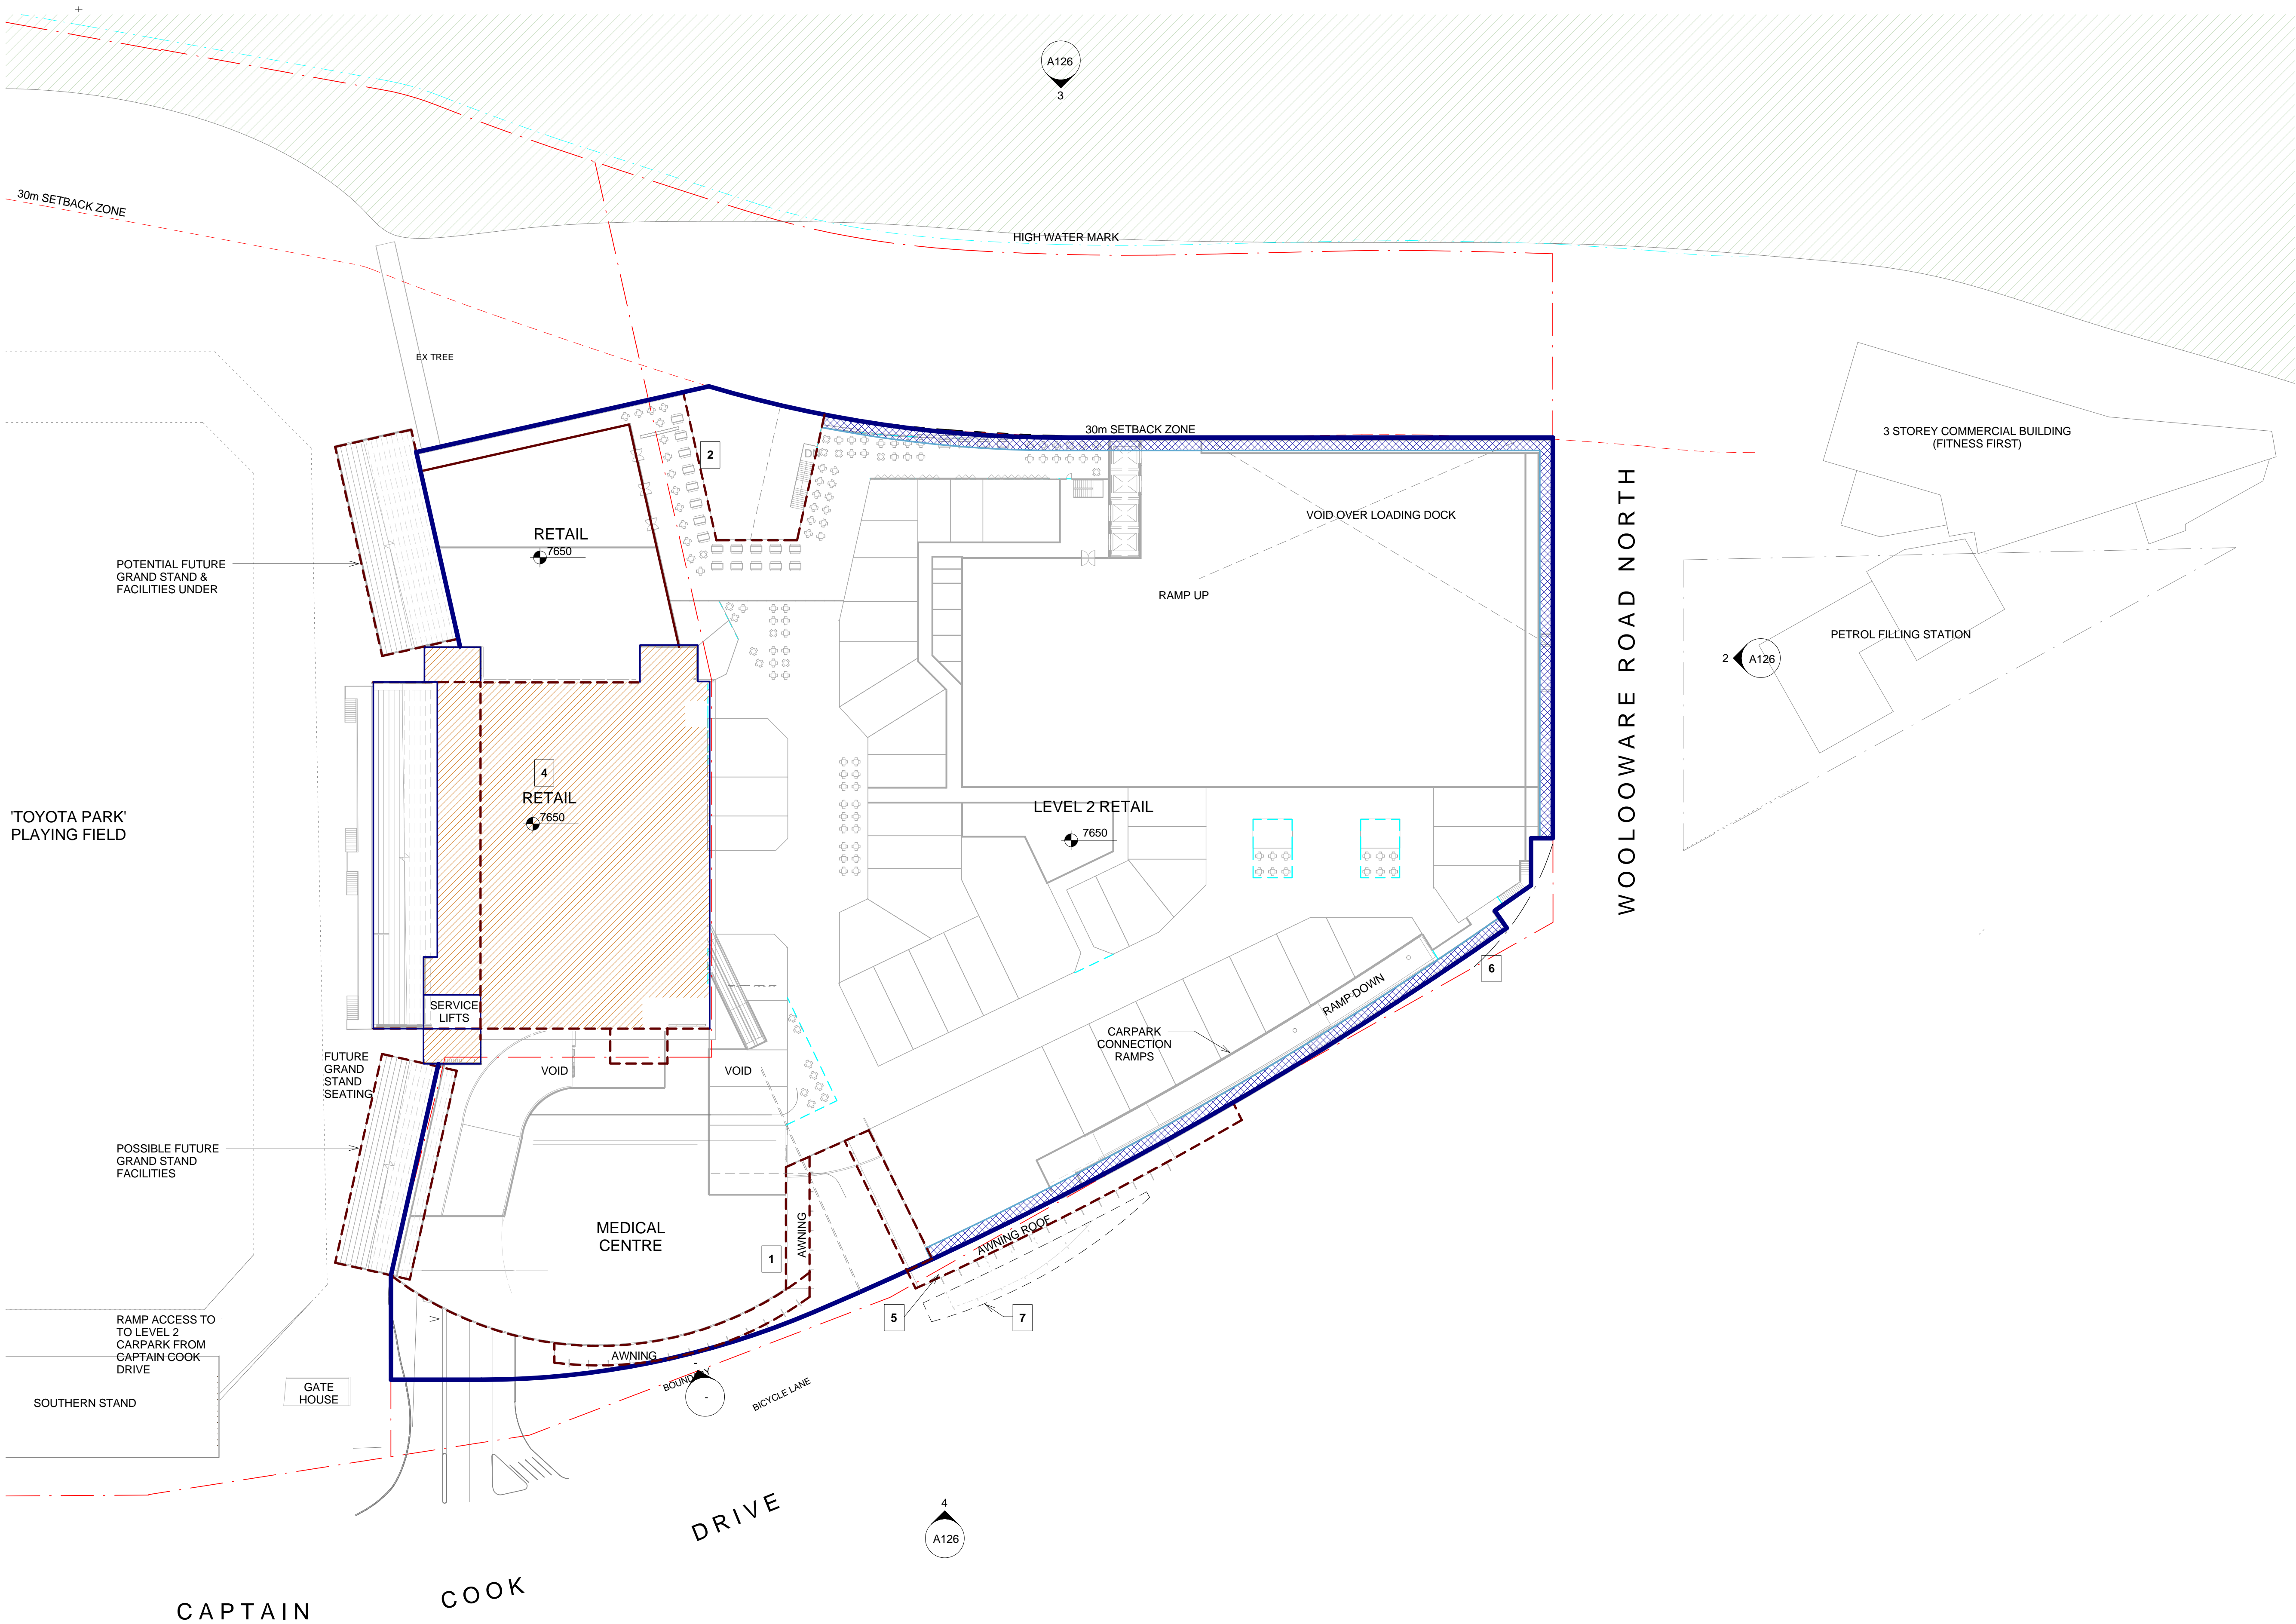 A126
3
30m SETBACK ZONE
HIGH WATER MARK
EX TREE
30m SETBACK ZONE
3 STOREY COMMERCIAL BUILDING
(FITNESS FIRST)
2
VOID OVER LOADING DOCK
RETAIL
7650
POTENTIAL FUTURE
GRAND STAND &
FACILITIES UNDER
RAMP UP
WOOLOOWARE ROAD NORTH
PETROL FILLING STATION
2
A126
4
RETAIL
7650
LEVEL 2 RETAIL
7650
'TOYOTA PARK'
PLAYING FIELD
6
SERVICE
LIFTS
RAMP DOWN
CARPARK
CONNECTION
RAMPS
FUTURE
GRAND
STAND
SEATING
VOID
VOID
POSSIBLE FUTURE
GRAND STAND
FACILITIES
MEDICAL
CENTRE
AWNING
1
AWNING ROOF
5
7
RAMP ACCESS TO
TO LEVEL 2
CARPARK FROM
CAPTAIN COOK
DRIVE
AWNING
BOUNDARY
-
-
BICYCLE LANE
GATE
HOUSE
SOUTHERN STAND
4
A126
CAPTAIN COOK DRIVE